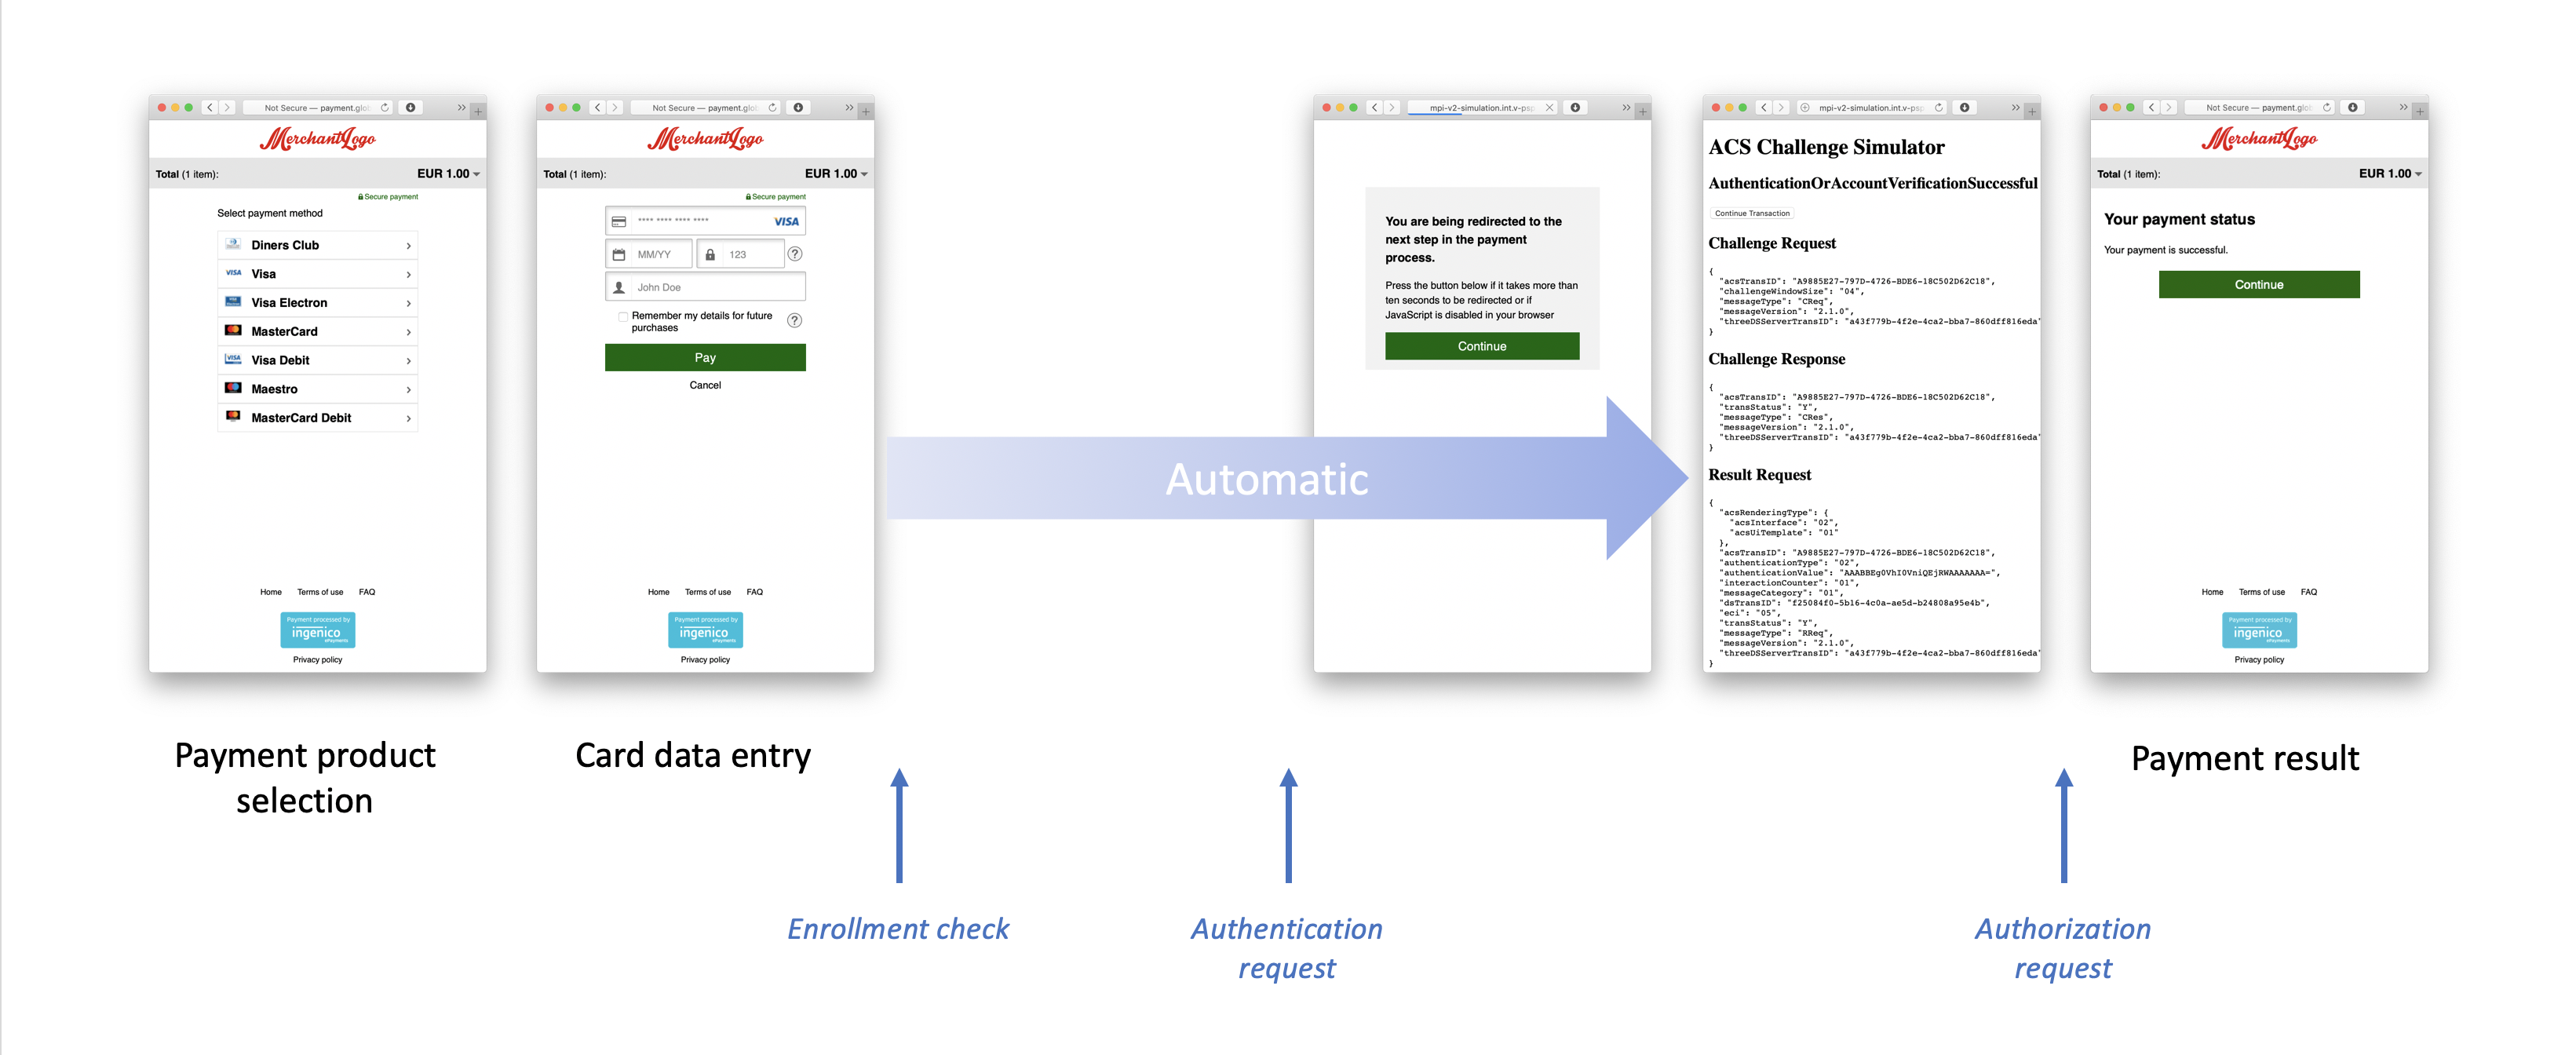 Not Secure — payment.glob
MerchantLogo
Total (1 item):
EUR 1.00
Secure payment
Select payment method
Diners Club
VISA
Visa
Visa Electron
MasterCard
VISA
Visa Debit
Maestro
MasterCard Debit
Home
Terms of use
FAQ
Payment processed by
ingenico
ePayments
Privacy policy
Payment product
selection
Not Secure — payment.glob
MerchantLogo
Total (1 item):
EUR 1.00
Secure payment
**** **** **** ****
VISA
MM/YY
123
?
John Doe
Remember my details for future
purchases
?
Pay
Cancel
Home
Terms of use
FAQ
Payment processed by
ingenico
ePayments
Privacy policy
Card data entry
Enrollment check
Automatic
mpi-v2-simulation.int.v-psp
You are being redirected to the
next step in the payment
process.
Press the button below if it takes more than
ten seconds to be redirected or if
JavaScript is disabled in your browser
Continue
Authentication
request
mpi-v2-simulation.int.v-psp
ACS Challenge Simulator
AuthenticationOrAccountVerificationSuccessful
Continue Transaction
Challenge Request
{
"acsTransID": "A9885E27-797D-4726-BDE6-18C502D62C18",
"challengeWindowSize": "04",
"messageType": "CReq",
"messageVersion": "2.1.0",
"threeDSServerTransID": "a43f779b-4f2e-4ca2-bba7-860dff816eda"
}
Challenge Response
{
"acsTransID": "A9885E27-797D-4726-BDE6-18C502D62C18",
"transStatus": "Y",
"messageType": "CRes",
"messageVersion": "2.1.0",
"threeDSServerTransID": "a43f779b-4f2e-4ca2-bba7-860dff816eda"
}
Result Request
{
"acsRenderingType": {
"acsInterface": "02",
"acsUiTemplate": "01"
},
"acsTransID": "A9885E27-797D-4726-BDE6-18C502D62C18",
"authenticationType": "02",
"authenticationValue": "AAABBEg0VhI0VniQEjRWAAAAAAA=",
"interactionCounter": "01",
"messageCategory": "01",
"dsTransID": "f25084f0-5b16-4c0a-ae5d-b24808a95e4b",
"eci": "05",
"transStatus": "Y",
"messageType": "RReq",
"messageVersion": "2.1.0",
"threeDSServerTransID": "a43f779b-4f2e-4ca2-bba7-860dff816eda"
}
Authorization
request
Not Secure — payment.glob
MerchantLogo
Total (1 item):
EUR 1.00
Your payment status
Your payment is successful.
Continue
Home
Terms of use
FAQ
Payment processed by
ingenico
ePayments
Privacy policy
Payment result